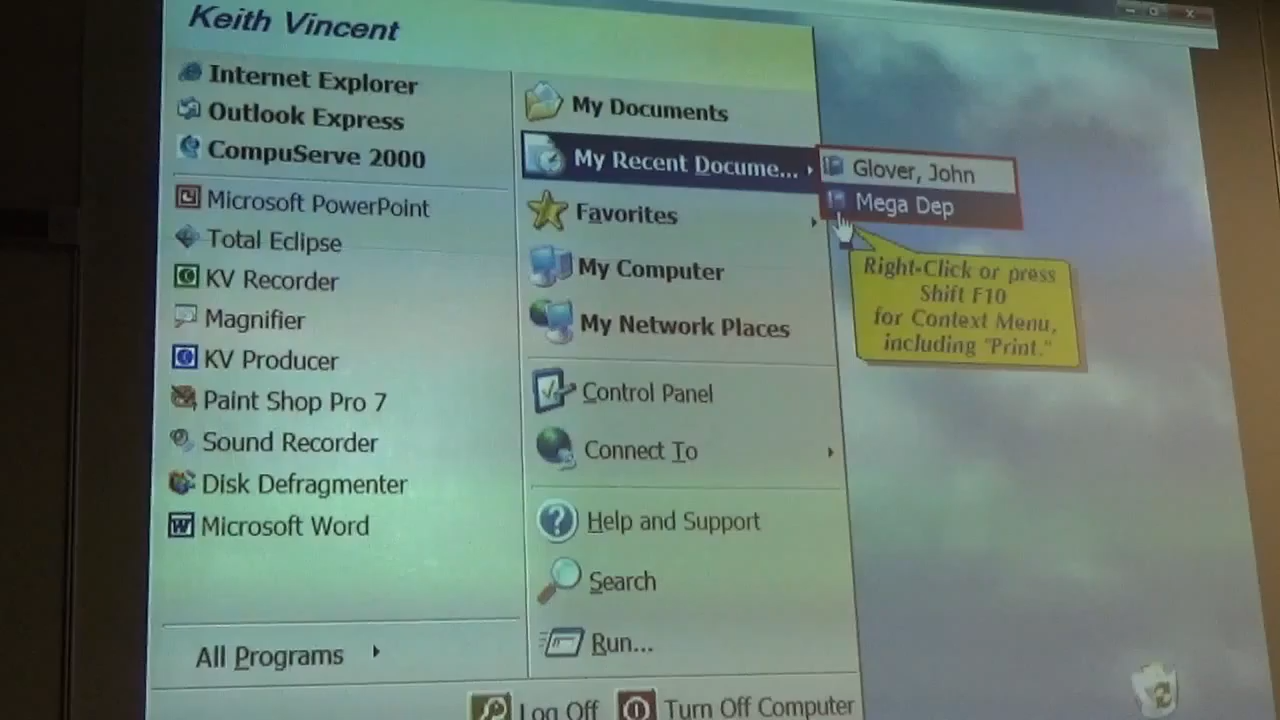 Keith Vincent
Internet Explorer
Outlook Express
CompuServe 2000
Microsoft PowerPoint
Total Eclipse
KV Recorder
Magnifier
KV Producer
Paint Shop Pro 7
Sound Recorder
Disk Defragmenter
Microsoft Word
All Programs
My Documents
My Recent Docume...
Favorites
My Computer
My Network Places
Control Panel
Connect To
Help and Support
Search
Run...
Log Off
Turn Off Computer
Glover, John
Mega Dep
Right-Click or press
Shift F10
for Context Menu,
including "Print."